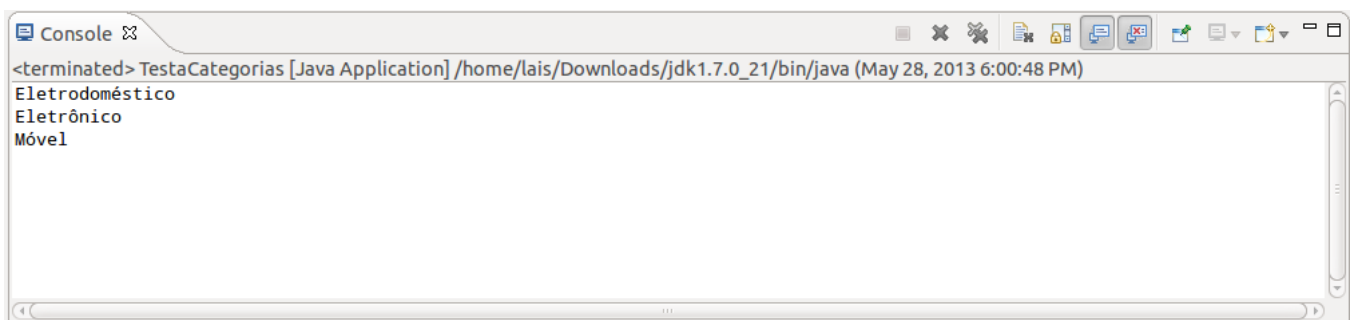 Console
<terminated> TestaCategorias [Java Application] /home/lais/Downloads/jdk1.7.0_21/bin/java (May 28, 2013 6:00:48 PM)
Eletrodoméstico
Eletrônico
Móvel